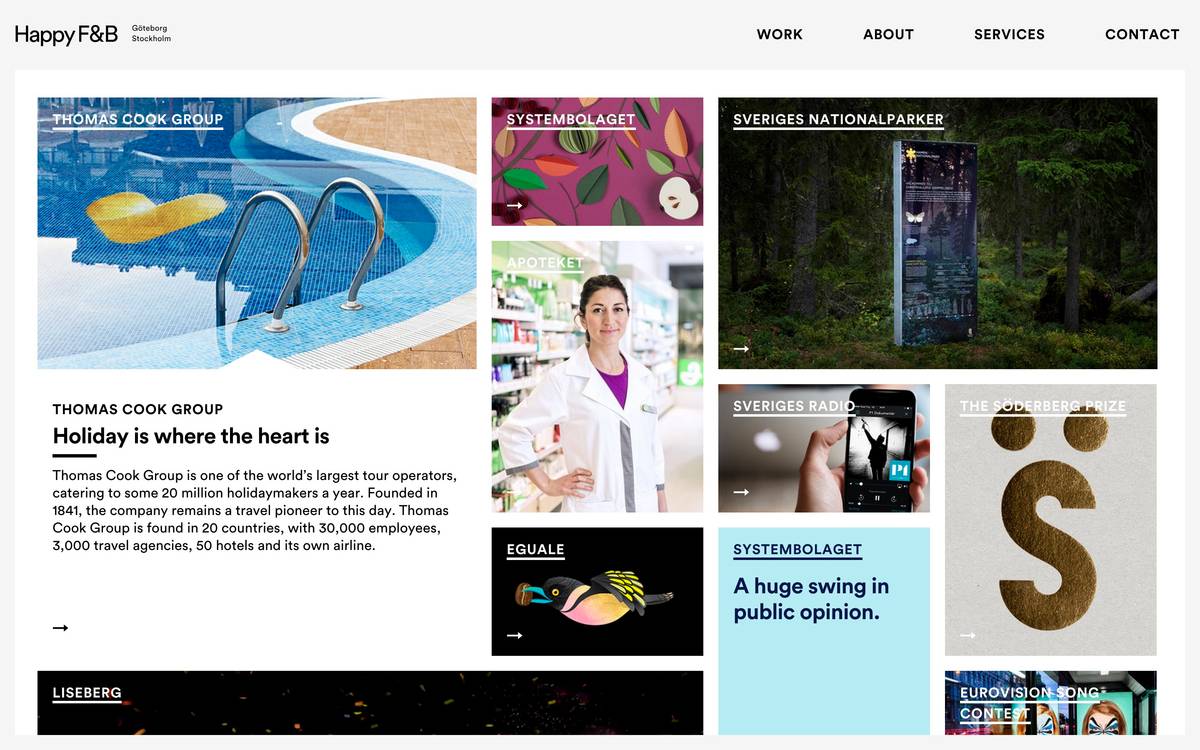 Happy F&B
Göteborg
Stockholm
WORK
ABOUT
SERVICES
CONTACT
THOMAS COOK GROUP
SYSTEMBOLAGET
SVERIGES NATIONALPARKER
APOTEKET
THOMAS COOK GROUP
Holiday is where the heart is
Thomas Cook Group is one of the world's largest tour operators,
catering to some 20 million holidaymakers a year. Founded in
1841, the company remains a travel pioneer to this day. Thomas
Cook Group is found in 20 countries, with 30,000 employees,
3,000 travel agencies, 50 hotels and its own airline.
SVERIGES RADIO
P1
THE SÖDERBERG PRIZE
ÖS
EGUALE
SYSTEMBOLAGET
A huge swing in
public opinion.
LISEBERG
EUROVISION SONG
CONTEST